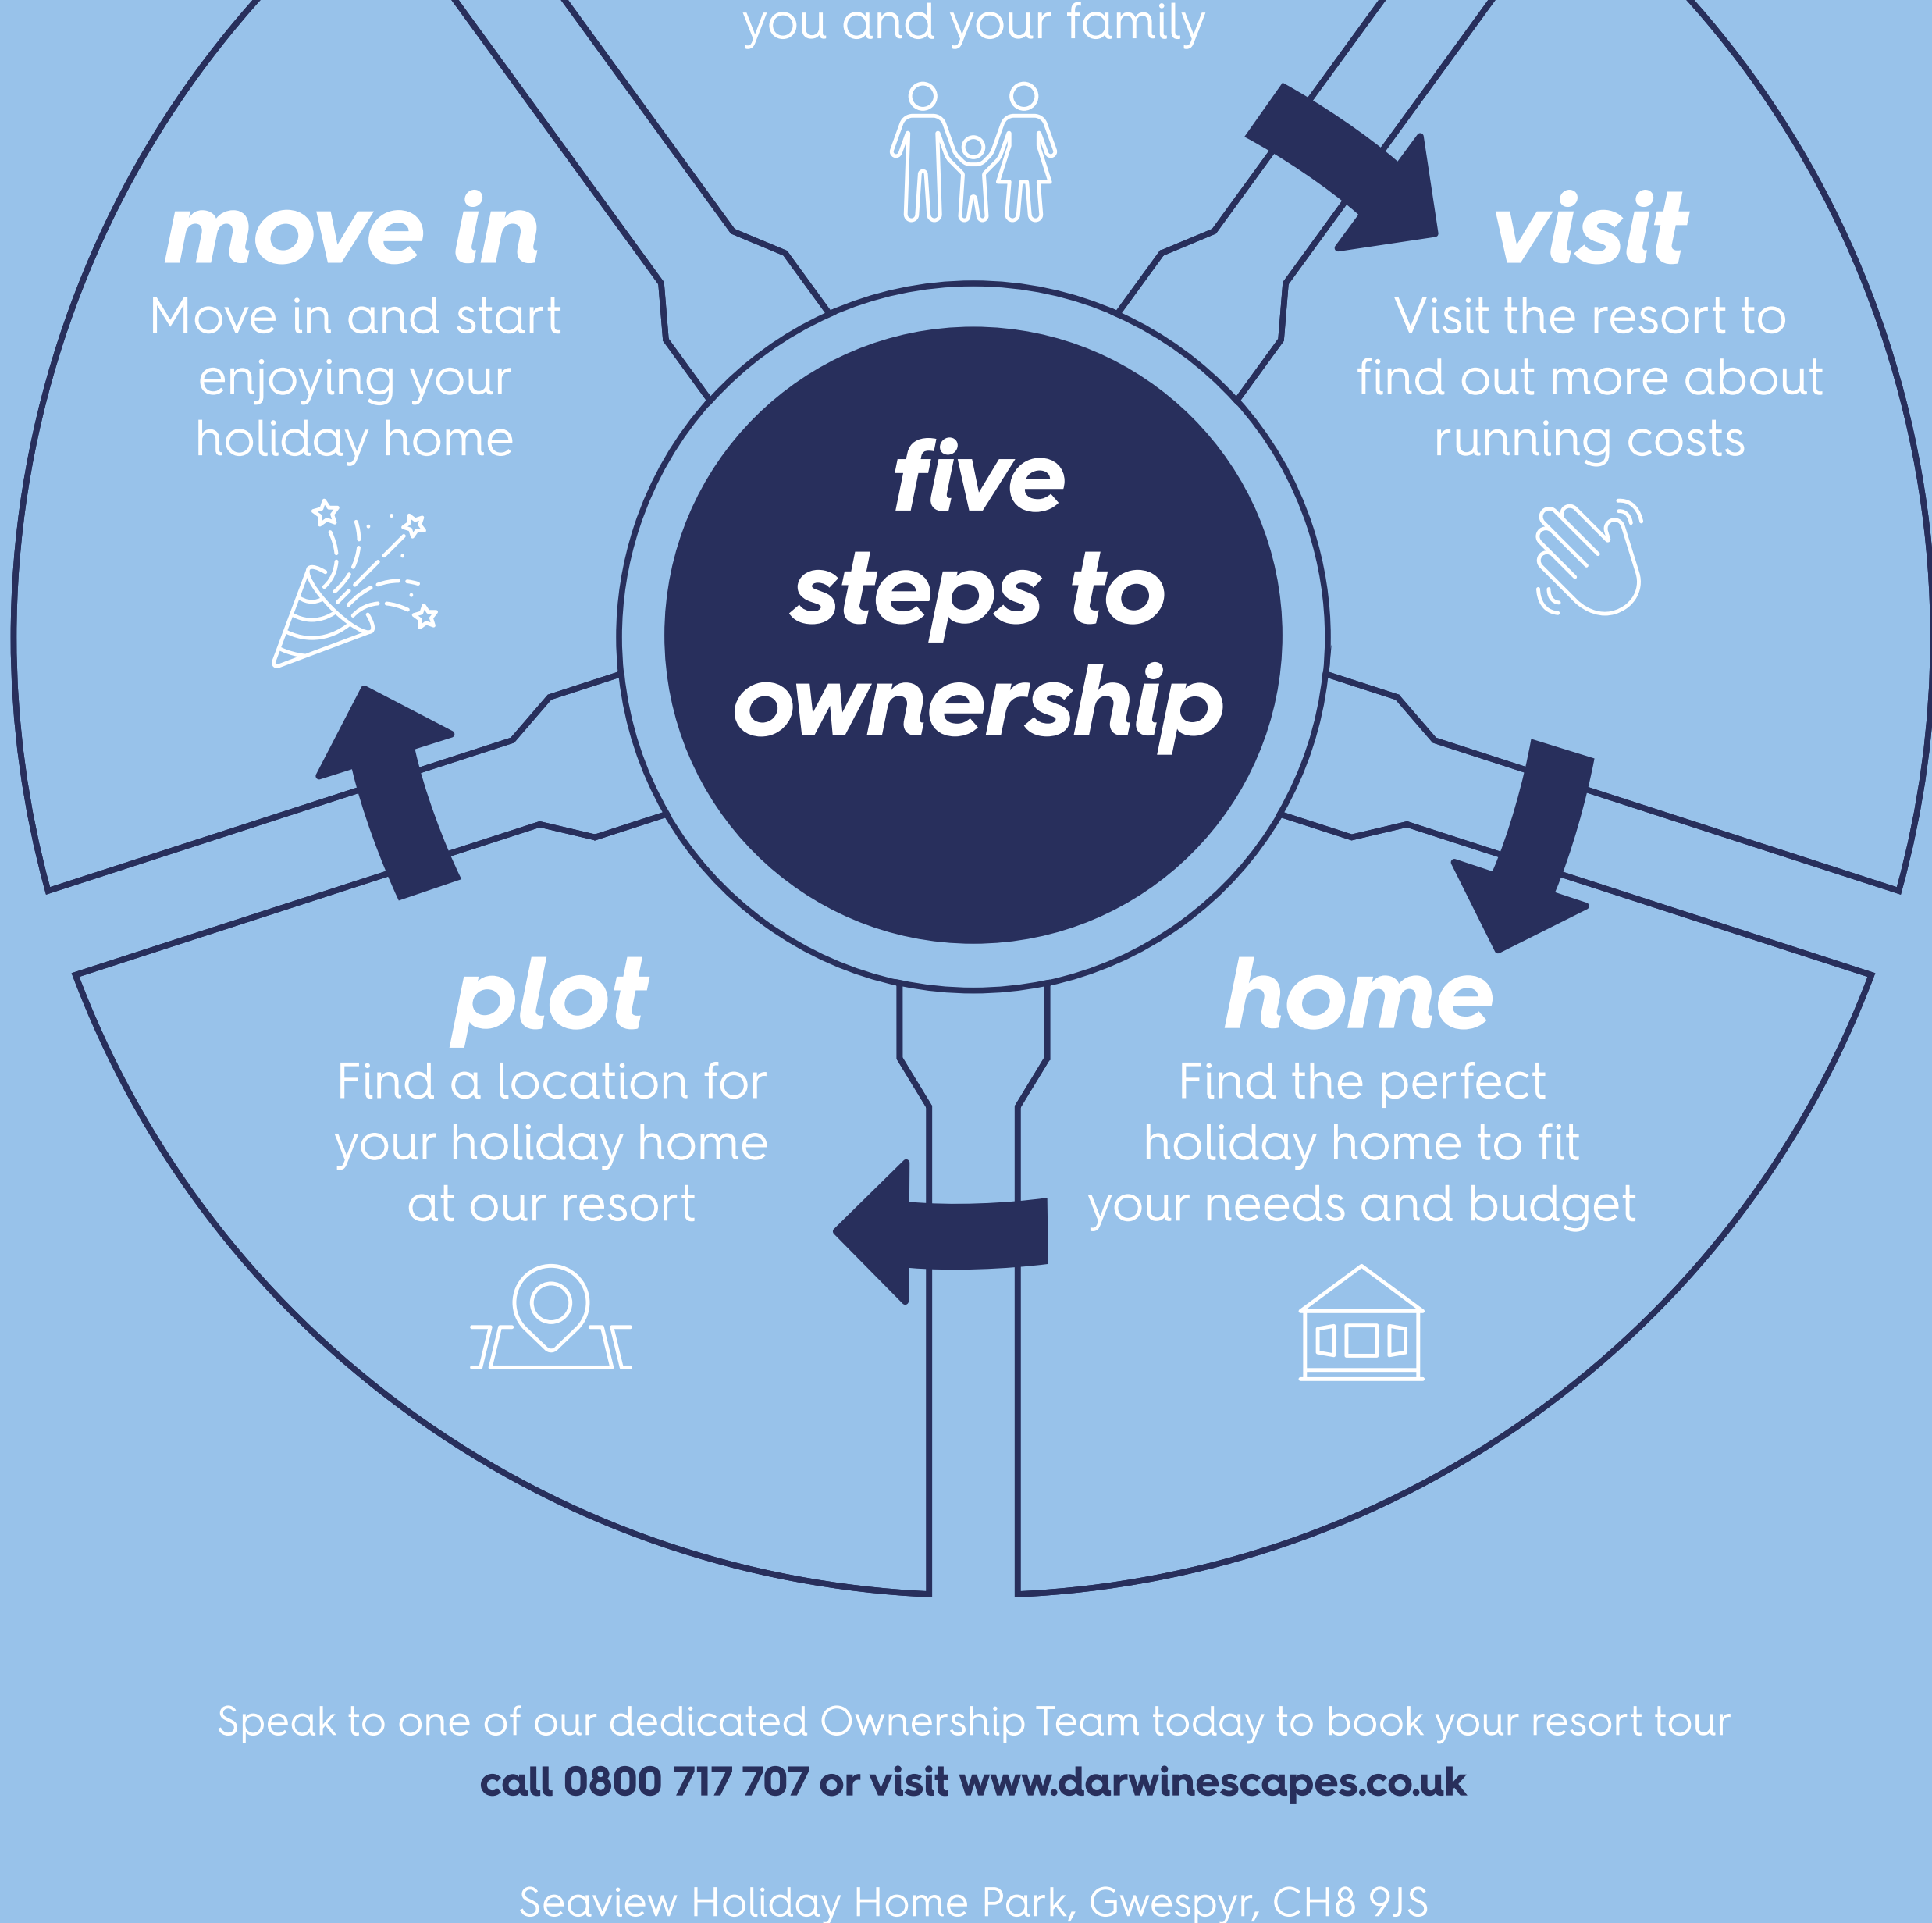 you and your family
move in
Move in and start
enjoying your
holiday home
visit
Visit the resort to
find out more about
running costs
five
steps to
ownership
plot
Find a location for
your holiday home
at our resort
home
Find the perfect
holiday home to fit
your needs and budget
Speak to one of our dedicated Ownership Team today to book your resort tour
call 0800 717 707 or visit www.darwinescapes.co.uk
Seaview Holiday Home Park, Gwespyr, CH8 9JS